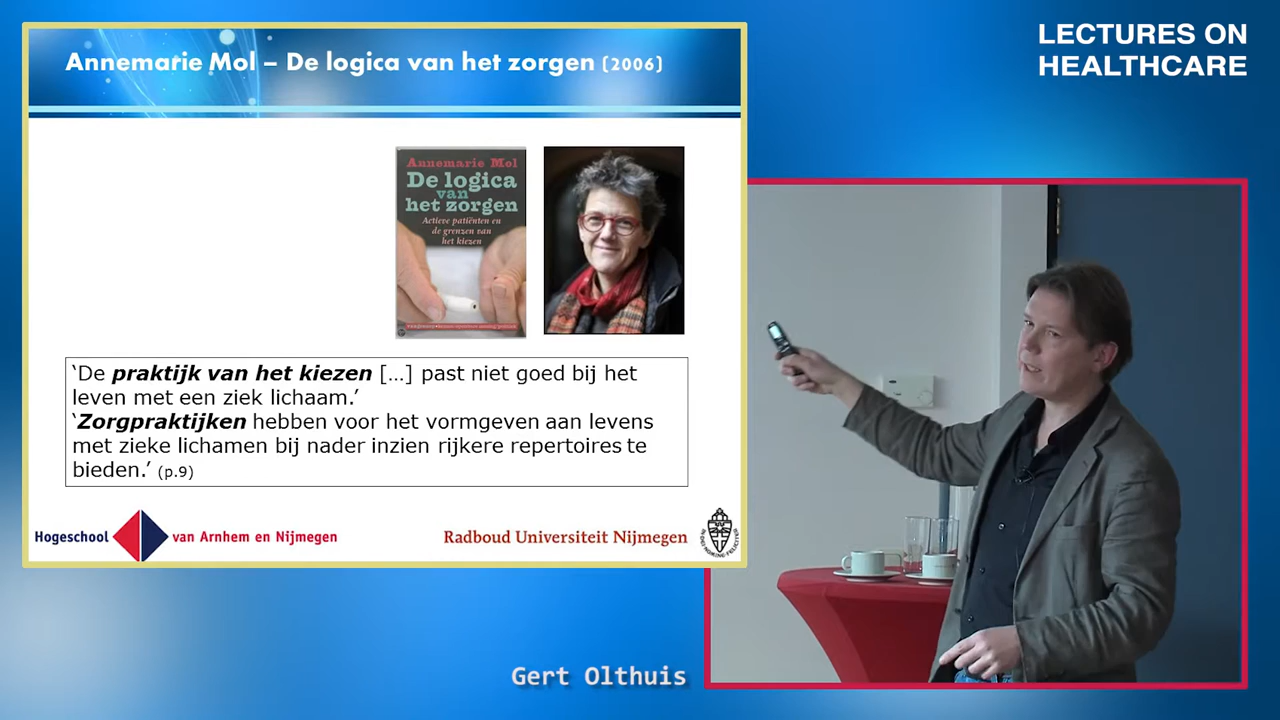 LECTURES ON
HEALTHCARE
Annemarie Mol – De logica van het zorgen (2006)
Annemarie Mol
De logica
van
het zorgen
Actieve patiënten en
de grenzen van
het kiezen
‘De praktijk van het kiezen [...] past niet goed bij het
leven met een ziek lichaam.’
‘Zorgpraktijken hebben voor het vormgeven aan levens
met zieke lichamen bij nader inzien rijkere repertoires te
bieden.’ (p.9)
Hogeschool van Arnhem en Nijmegen
Radboud Universiteit Nijmegen
Gert Olthuis